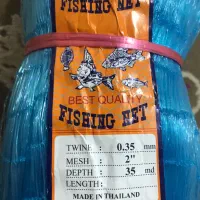 FISHING NET
BEST QUALITY
FISHING NET
TWINE : 0.35 mm
MESH : 2"
DEPTH : 35 md
LENGTH:
MADE IN THAILAND